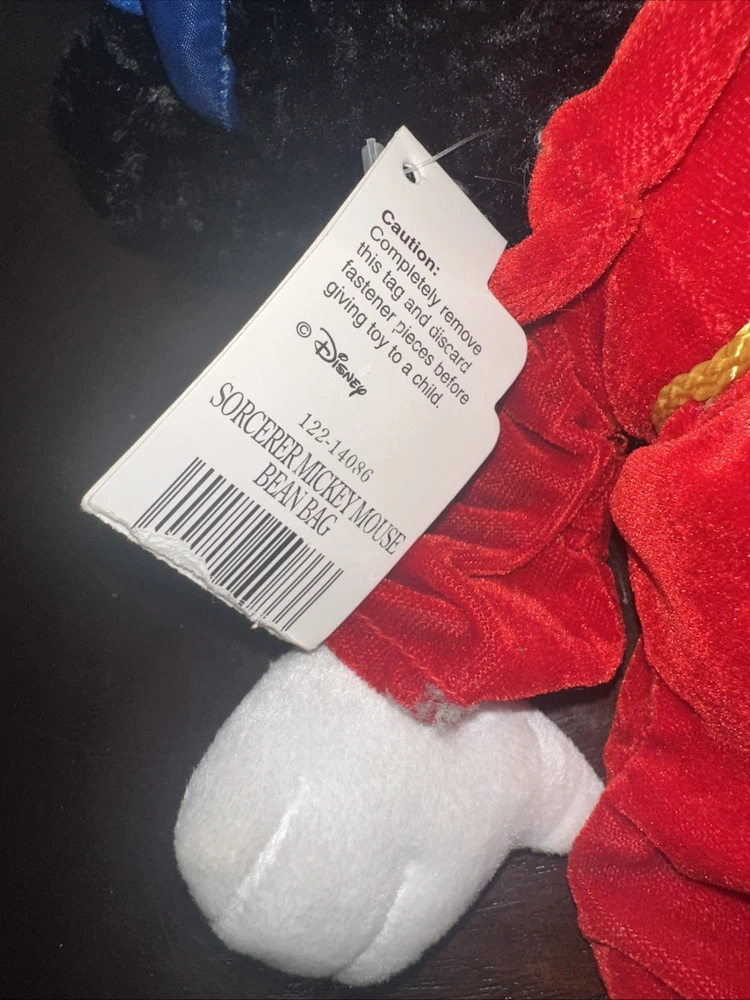 Caution:
Completely remove
this tag and discard
fastener pieces before
giving toy to a child.
© Disney
122-14086
SORCERER MICKEY MOUSE
BEAN BAG